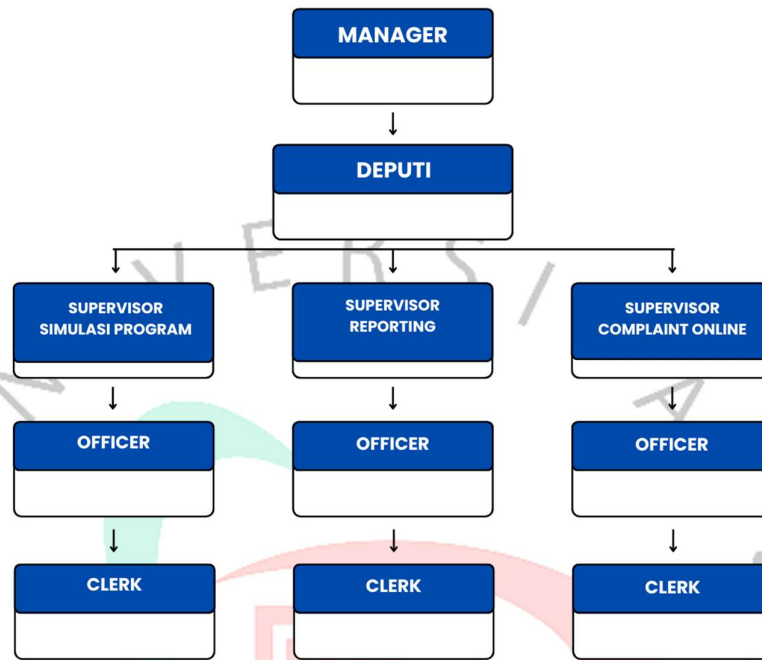 MANAGER
DEPUTI
SUPERVISOR
SIMULASI PROGRAM
SUPERVISOR
REPORTING
SUPERVISOR
COMPLAINT ONLINE
OFFICER
OFFICER
OFFICER
CLERK
CLERK
CLERK